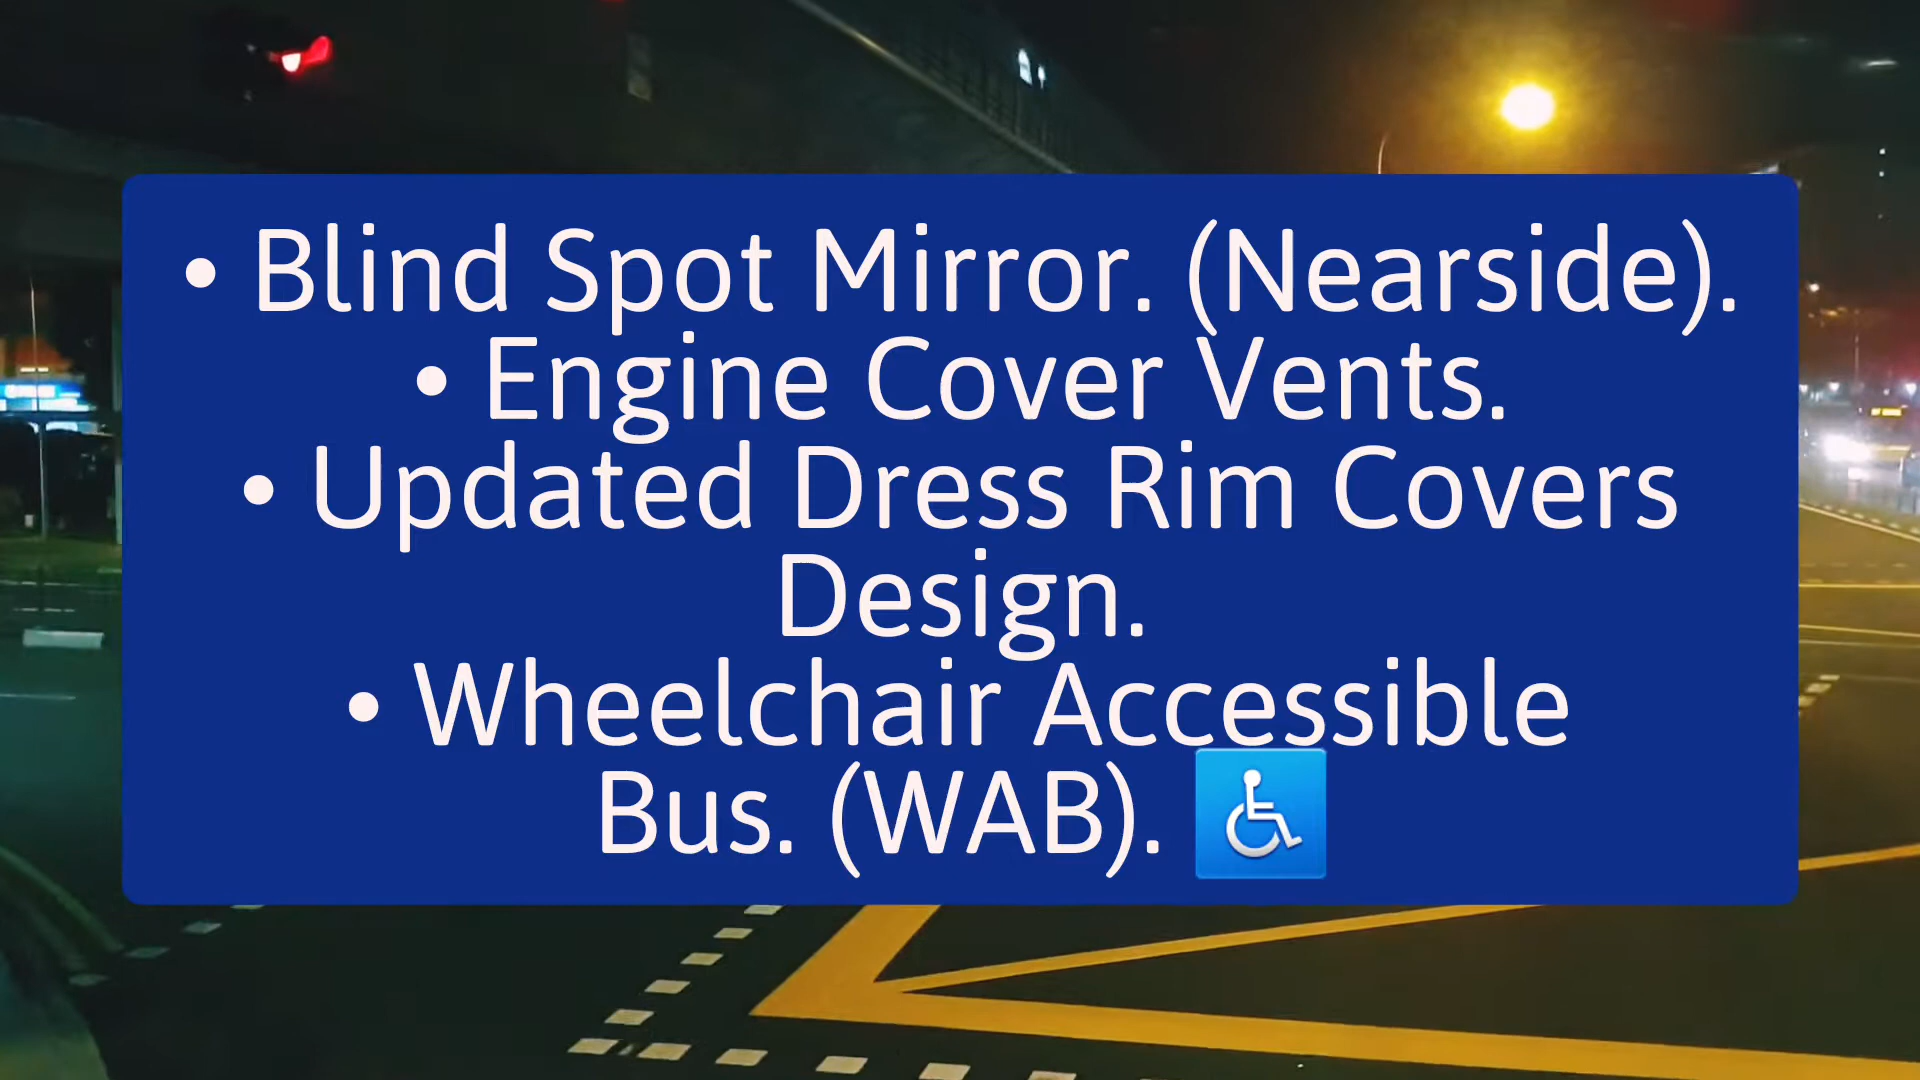 • Blind Spot Mirror. (Nearside).
• Engine Cover Vents.
• Updated Dress Rim Covers
Design.
• Wheelchair Accessible
Bus. (WAB). ♿